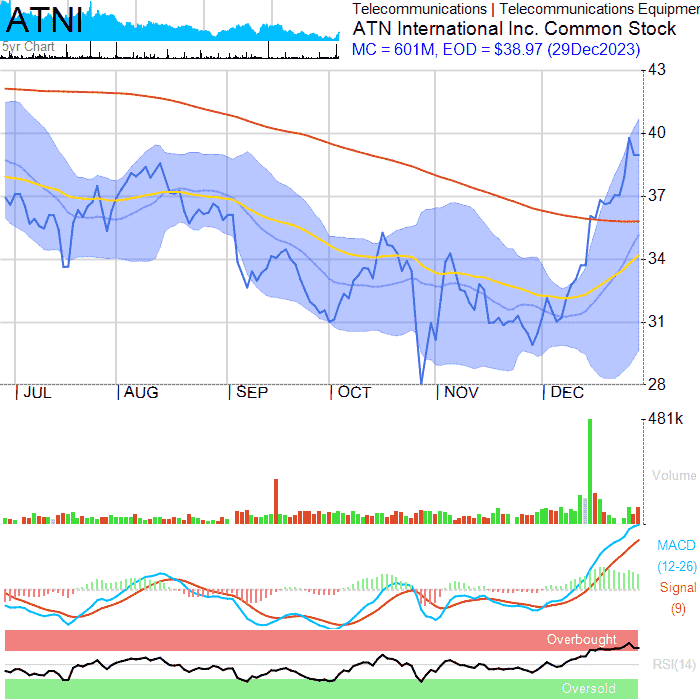 ATNI
5yr Chart
Telecommunications | Telecommunications Equipmen
ATN International Inc. Common Stock
MC = 601M, EOD = $38.97 (29Dec2023)
43
40
37
34
31
28
JUL AUG SEP OCT NOV DEC
481k
Volume
MACD
(12-26)
Signal
(9)
Overbought
RSI(14)
Oversold